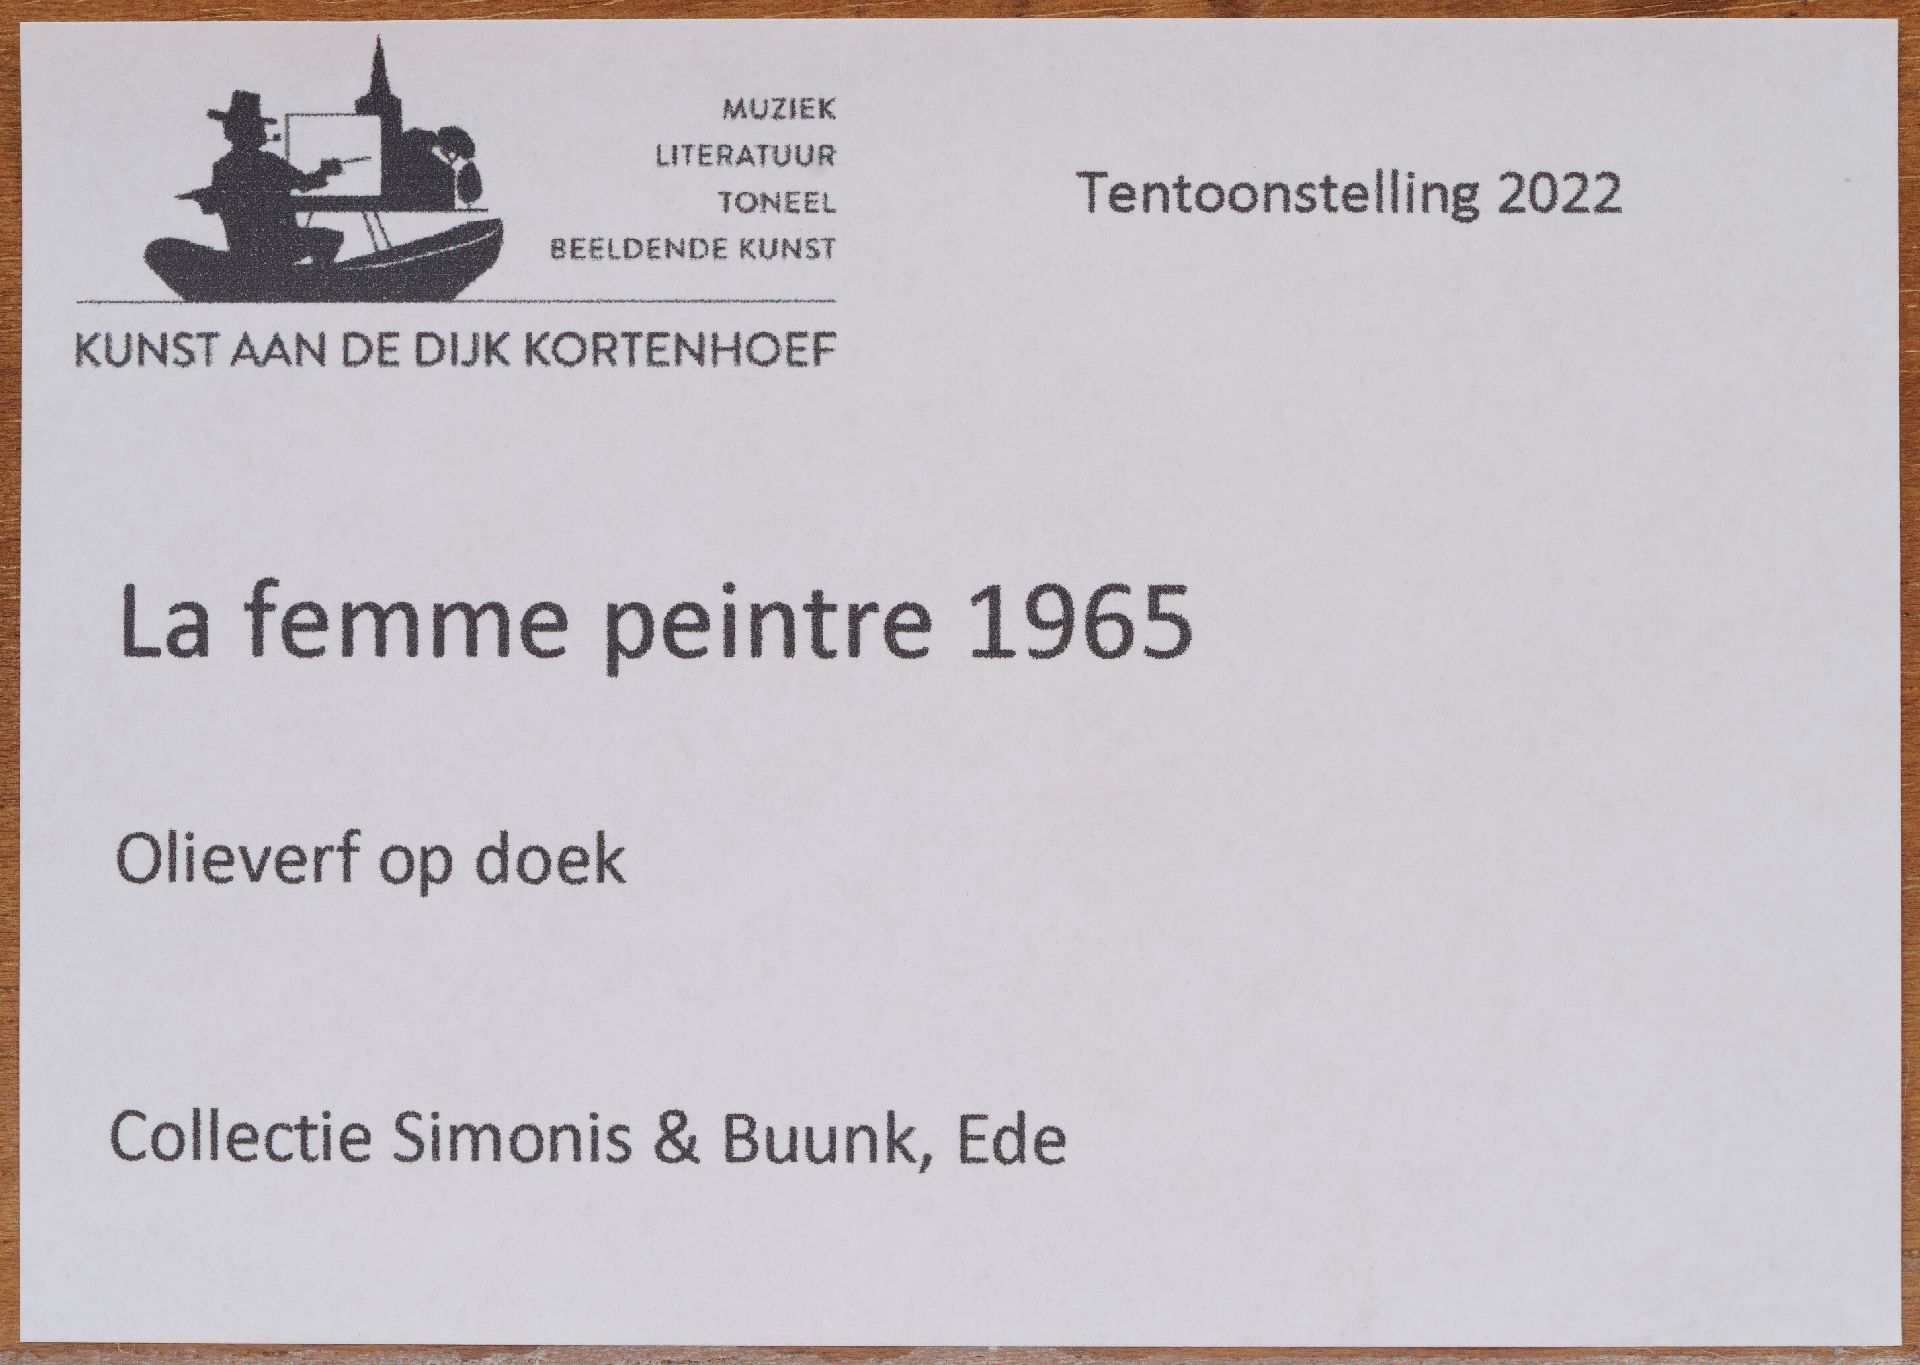 MUZIEK
LITERATUUR
TONEEL
BEELDENDE KUNST
KUNST AAN DE DIJK KORTENHOEF
Tentoonstelling 2022
La femme peintre 1965
Olieverf op doek
Collectie Simonis & Buunk, Ede